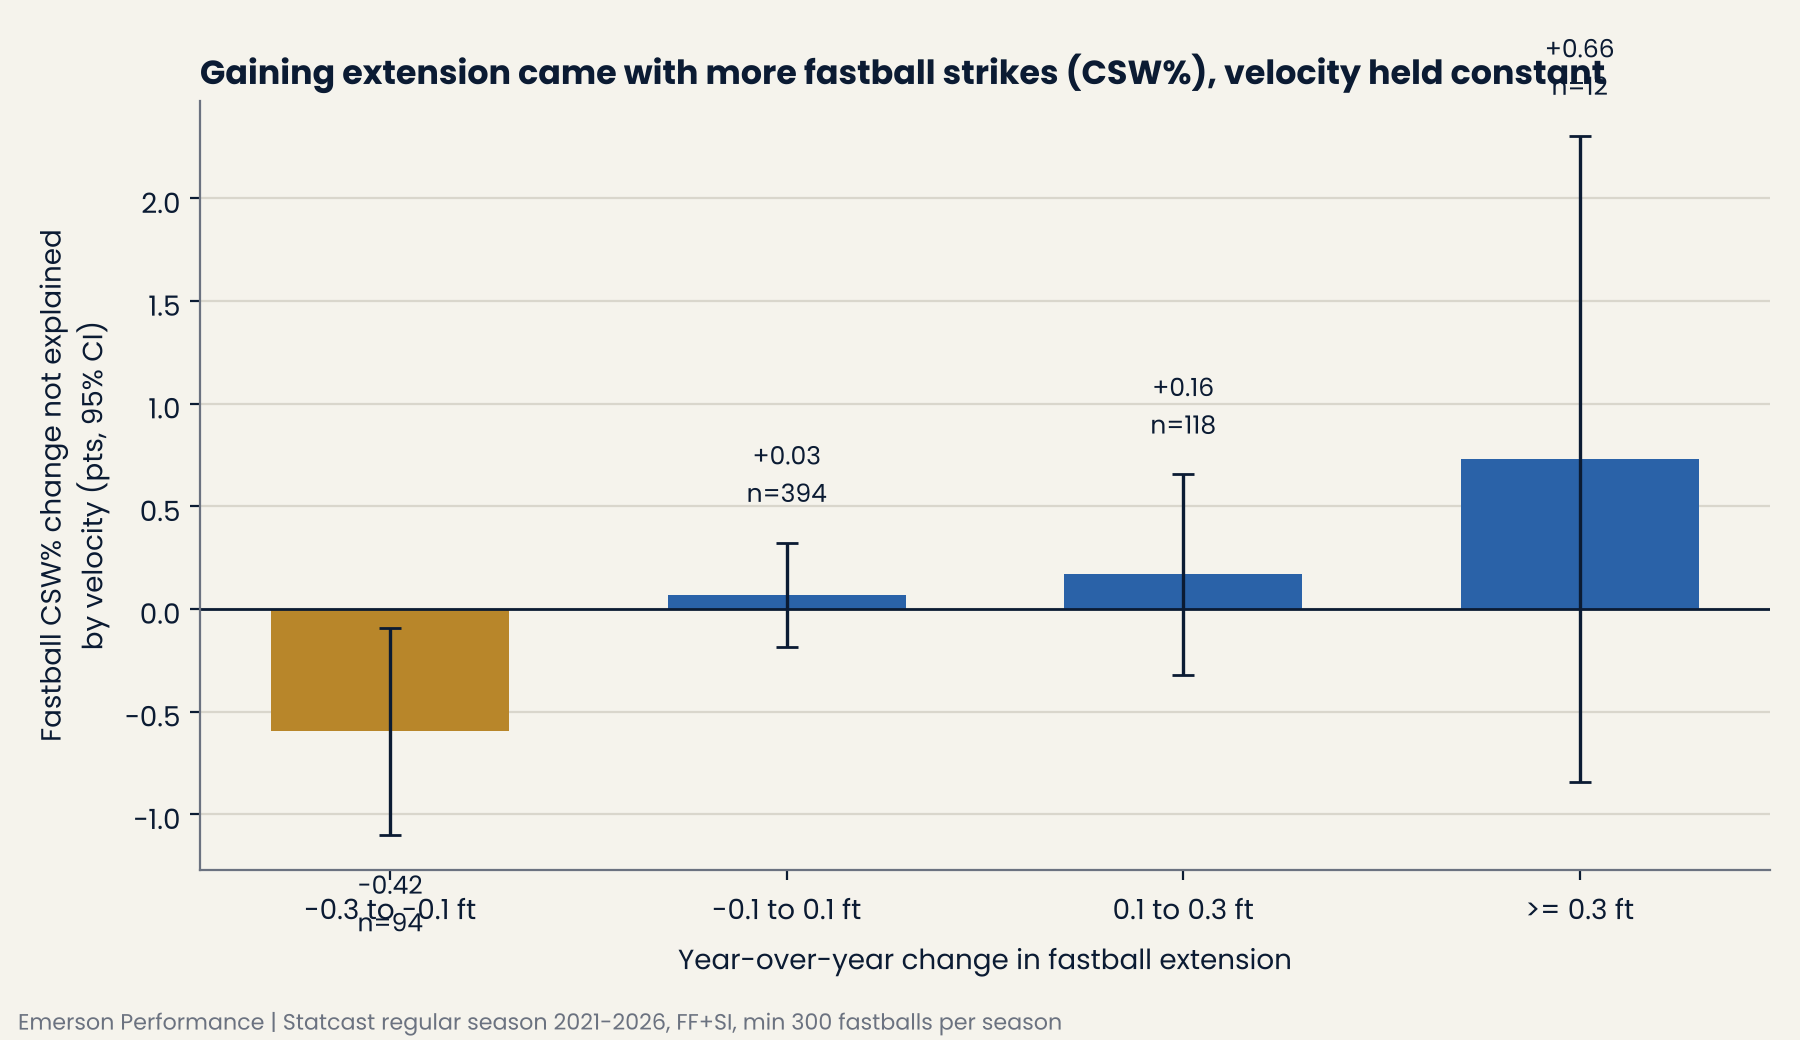 +0.66
n=12
Gaining extension came with more fastball strikes (CSW%), velocity held constant
Fastball CSW% change not explained
by velocity (pts, 95% CI)
2.0
1.5
1.0
0.5
0.0
-0.5
-1.0
+0.03
n=394
+0.16
n=118
-0.42
n=94
-0.3 to -0.1 ft
-0.1 to 0.1 ft
0.1 to 0.3 ft
>= 0.3 ft
Year-over-year change in fastball extension
Emerson Performance | Statcast regular season 2021-2026, FF+SI, min 300 fastballs per season